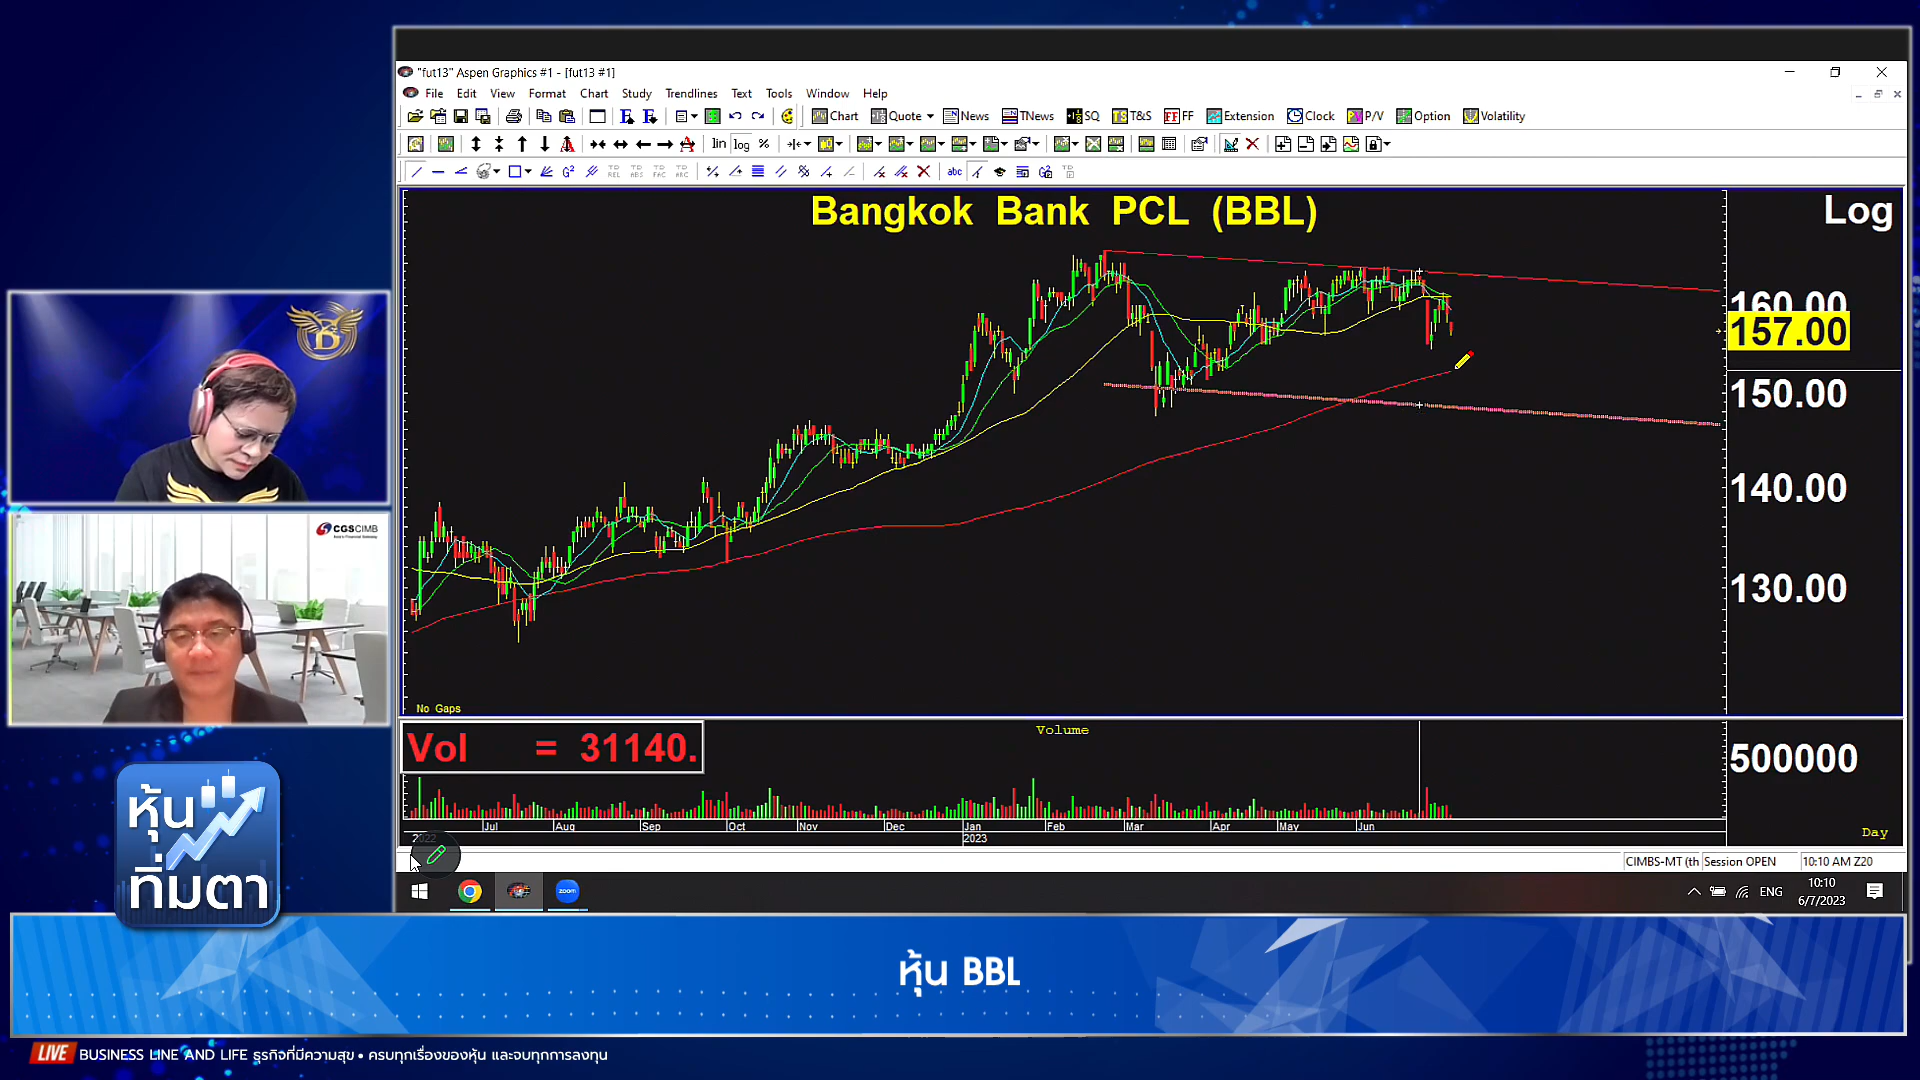 "fut13" Aspen Graphics #1 - [fut13 #1]
File Edit View Format Chart Study Trendlines Text Tools Window Help
Chart Quote News TNews SQ T&S FF Extension Clock P/V Option Volatility
lin log %
abc
Bangkok Bank PCL (BBL)
Log
160.00
157.00
150.00
140.00
130.00
No Gaps
Vol = 31140.
Volume
500000
Jul Aug Sep Oct Nov Dec Jan Feb Mar Apr May Jun
2022 2023
Day
CIMBS-MT (th Session OPEN 10:10 AM Z20
zoom
ENG
10:10
6/7/2023
CGS CIMB
หุ้น
ทิ่มตา
หุ้น BBL
LIVE BUSINESS LINE AND LIFE ธุรกิจที่มีความสุข • ครบทุกเรื่องของหุ้น และจบทุกการลงทุน